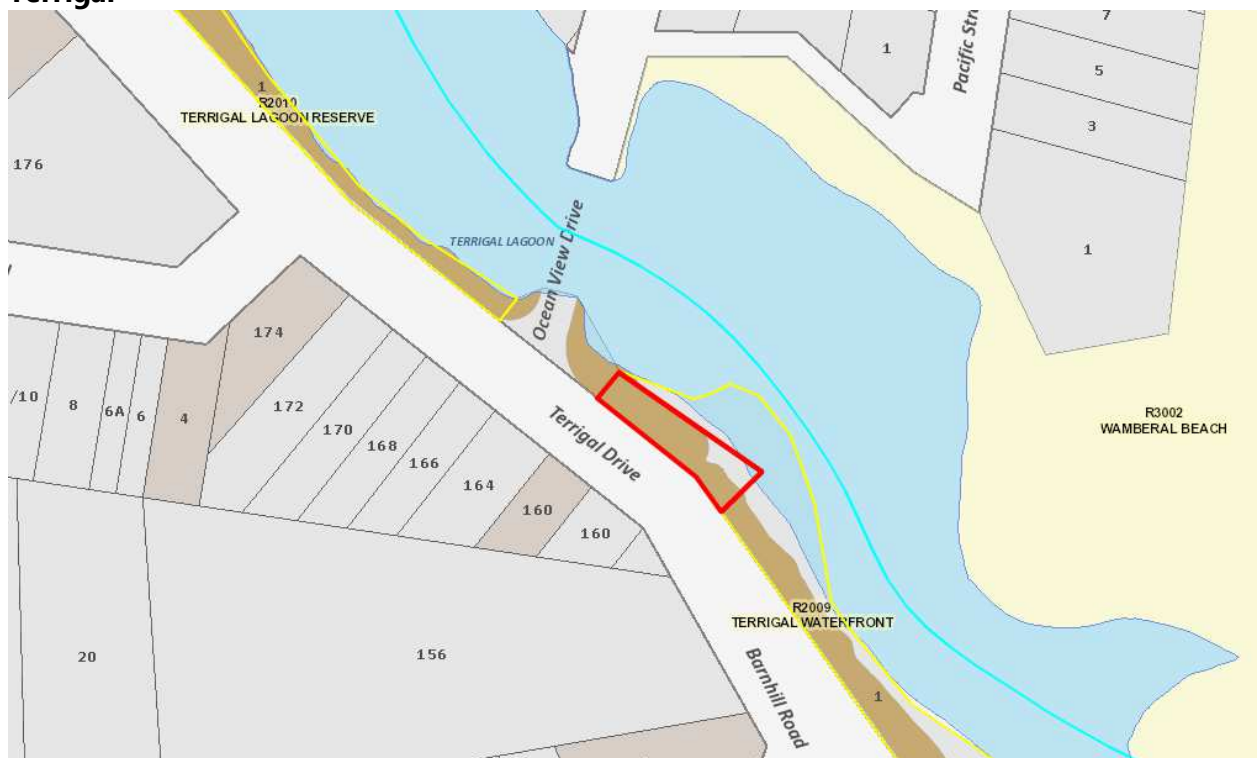 Terrigal
7
1
Pacific Str
5
3
1
R2010
TERRIGAL LAGOON RESERVE
176
1
TERRIGAL LAGOON
Ocean View Drive
174
/10
8
6A
6
4
172
170
168
166
164
160
160
Terrigal Drive
R3002
WAMBERAL BEACH
R2009
TERRIGAL WATERFRONT
20
156
Barnhill Road
1